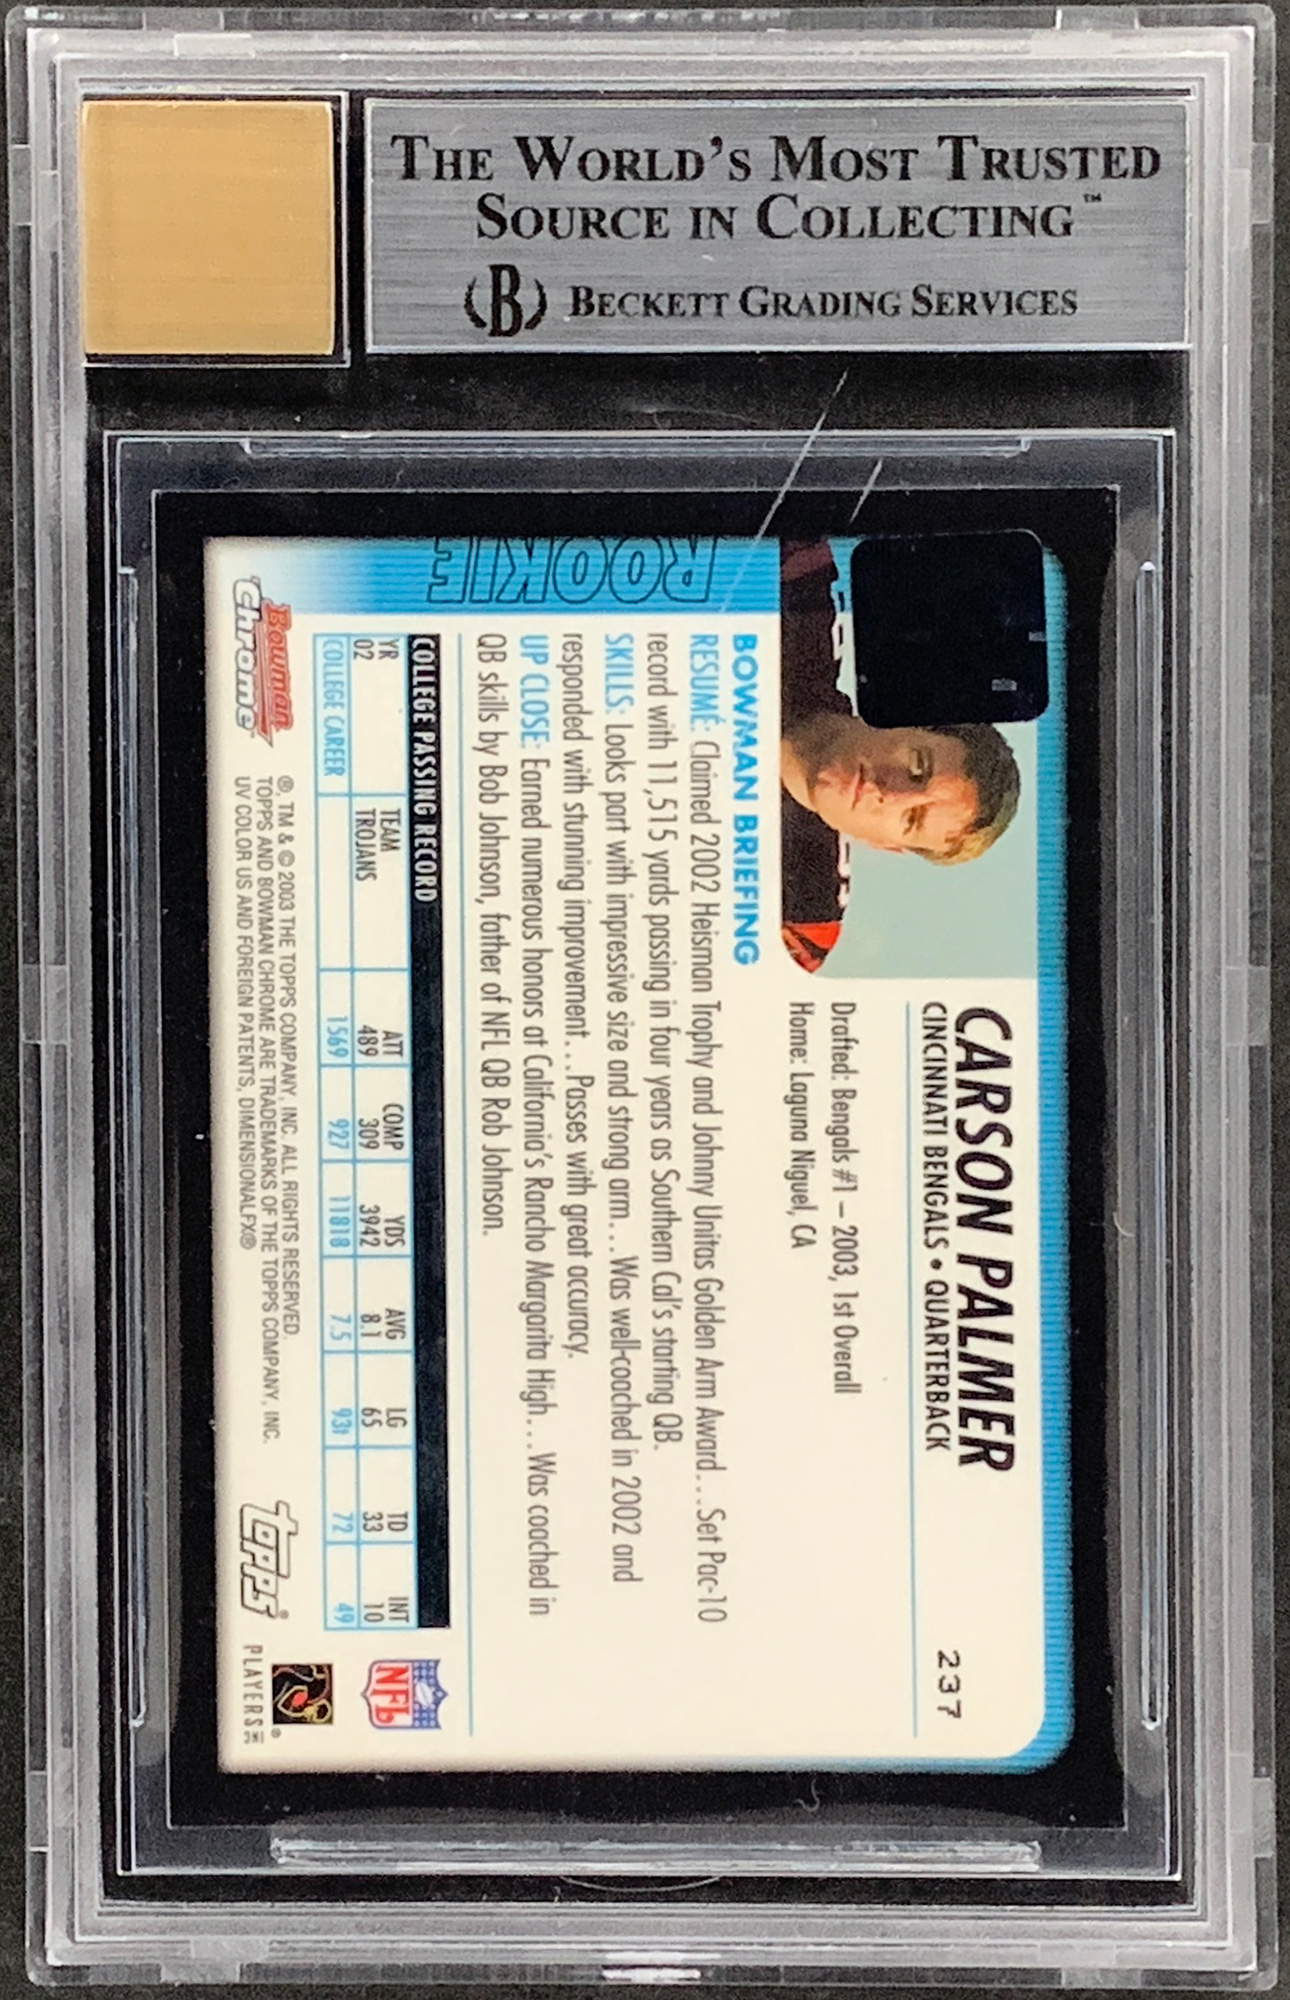 THE WORLD'S MOST TRUSTED
SOURCE IN COLLECTING™
B BECKETT GRADING SERVICES
ROOKIE
CARSON PALMER
237
CINCINNATI BENGALS • QUARTERBACK
Drafted: Bengals #1 – 2003, 1st Overall
Home: Laguna Niguel, CA
BOWMAN BRIEFING
RESUMÉ: Claimed 2002 Heisman Trophy and Johnny Unitas Golden Arm Award...Set Pac-10
record with 11,515 yards passing in four years as Southern Cal's starting QB.
SKILLS: Looks part with impressive size and strong arm...Was well-coached in 2002 and
responded with stunning improvement...Passes with great accuracy.
UP CLOSE: Earned numerous honors at California's Rancho Margarita High...Was coached in
QB skills by Bob Johnson, father of NFL QB Rob Johnson.
COLLEGE PASSING RECORD
YR TEAM ATT COMP YDS AVG LG TD INT
02 TROJANS 489 309 3942 8.1 65 33 10
COLLEGE CAREER 1569 927 11818 7.5 93t 72 49
NFL
Bowman
Chrome
®, TM & © 2003 THE TOPPS COMPANY, INC. ALL RIGHTS RESERVED.
TOPPS AND BOWMAN CHROME ARE TRADEMARKS OF THE TOPPS COMPANY, INC.
UV COLOR US AND FOREIGN PATENTS, DIMENSIONALFX®
Topps®
PLAYERS INC